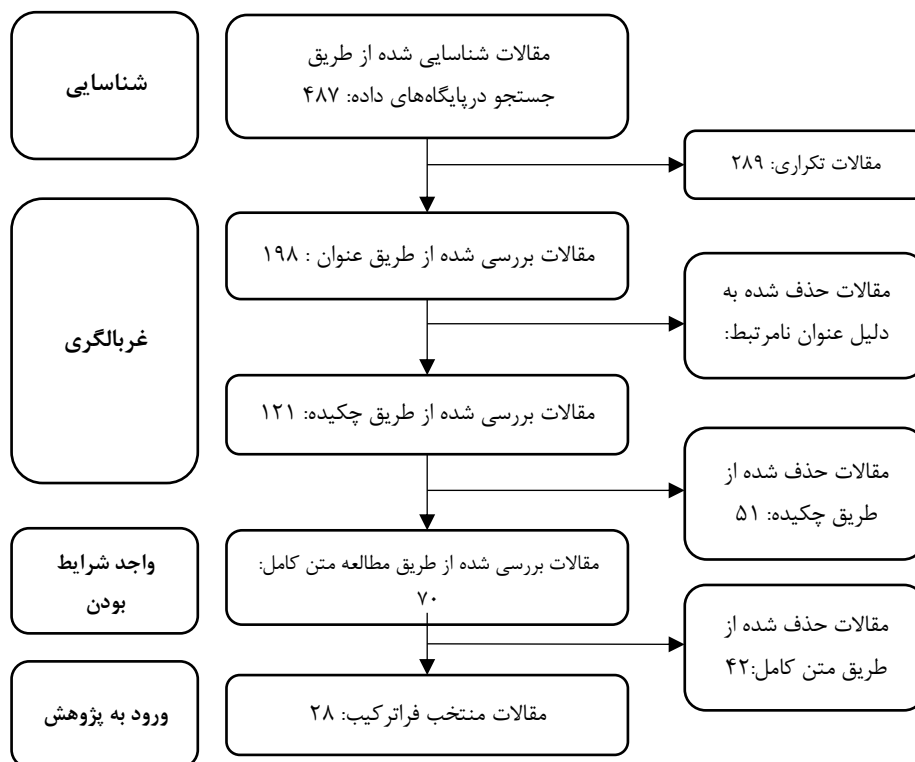 شناسایی
مقالات شناسایی شده از طریق
جستجو درپایگاه‌های داده: ۴۸۷
مقالات تکراری: ۲۸۹
غربالگری
مقالات بررسی شده از طریق عنوان : ۱۹۸
مقالات حذف شده به
دلیل عنوان نامرتبط:
مقالات بررسی شده از طریق چکیده: ۱۲۱
مقالات حذف شده از
طریق چکیده: ۵۱
واجد شرایط
بودن
مقالات بررسی شده از طریق مطالعه متن کامل:
۷۰
مقالات حذف شده از
طریق متن کامل:۴۲
ورود به پژوهش
مقالات منتخب فراترکیب: ۲۸